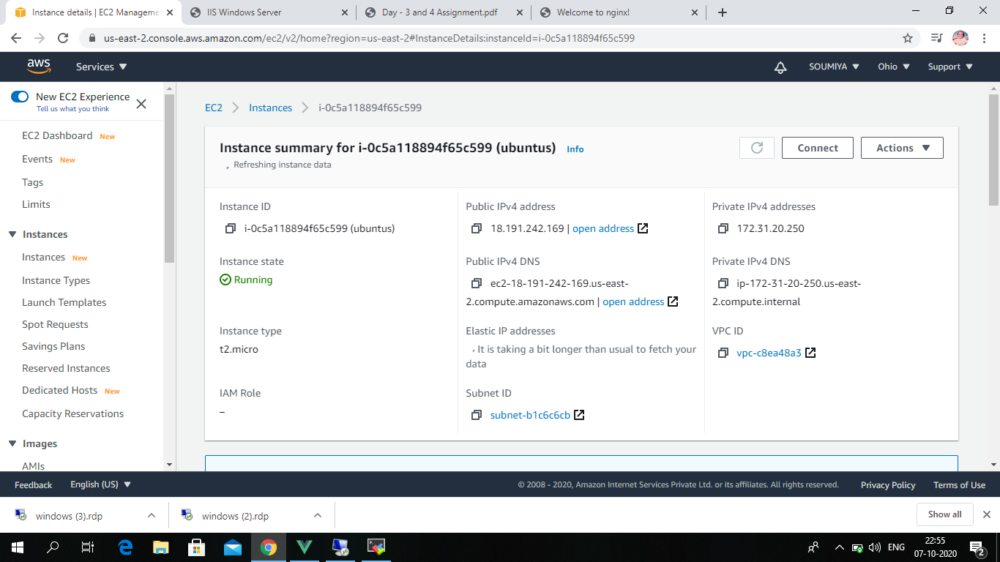 Instance details | EC2 Manageme
IIS Windows Server
Day - 3 and 4 Assignment.pdf
Welcome to nginx!
us-east-2.console.aws.amazon.com/ec2/v2/home?region=us-east-2#InstanceDetails:instanceId=i-0c5a118894f65c599
aws
Services
SOUMIYA
Ohio
Support
New EC2 Experience
Tell us what you think
EC2 Dashboard New
Events New
Tags
Limits
Instances
Instances New
Instance Types
Launch Templates
Spot Requests
Savings Plans
Reserved Instances
Dedicated Hosts New
Capacity Reservations
Images
AMIs
EC2 > Instances > i-0c5a118894f65c599
Instance summary for i-0c5a118894f65c599 (ubuntus) Info
Refreshing instance data
Connect
Actions
Instance ID
i-0c5a118894f65c599 (ubuntus)
Public IPv4 address
18.191.242.169 | open address
Private IPv4 addresses
172.31.20.250
Instance state
Running
Public IPv4 DNS
ec2-18-191-242-169.us-east-
2.compute.amazonaws.com | open address
Private IPv4 DNS
ip-172-31-20-250.us-east-
2.compute.internal
Instance type
t2.micro
Elastic IP addresses
It is taking a bit longer than usual to fetch your
data
VPC ID
vpc-c8ea48a3
IAM Role
–
Subnet ID
subnet-b1c6c6cb
Feedback
English (US)
© 2008 - 2020, Amazon Internet Services Private Ltd. or its affiliates. All rights reserved.
Privacy Policy
Terms of Use
windows (3).rdp
windows (2).rdp
Show all
ENG
22:55
07-10-2020
2